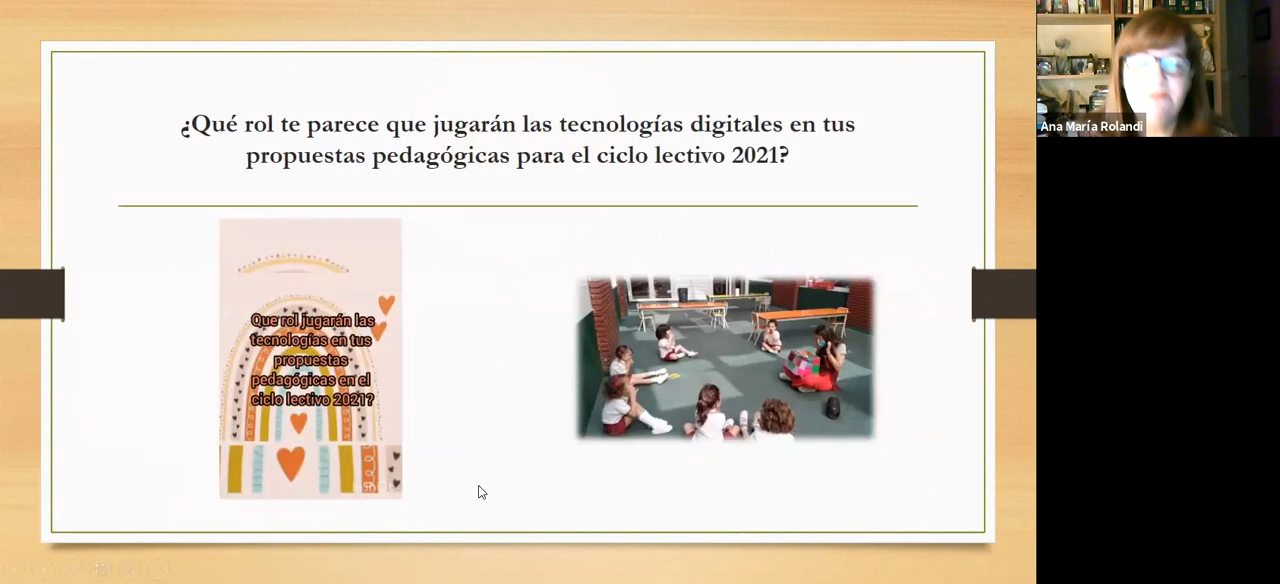 ¿Qué rol te parece que jugarán las tecnologías digitales en tus
propuestas pedagógicas para el ciclo lectivo 2021?
Que rol jugarán las
tecnologías en tus
propuestas
pedagógicas en el
ciclo lectivo 2021?
Ana María Rolandi